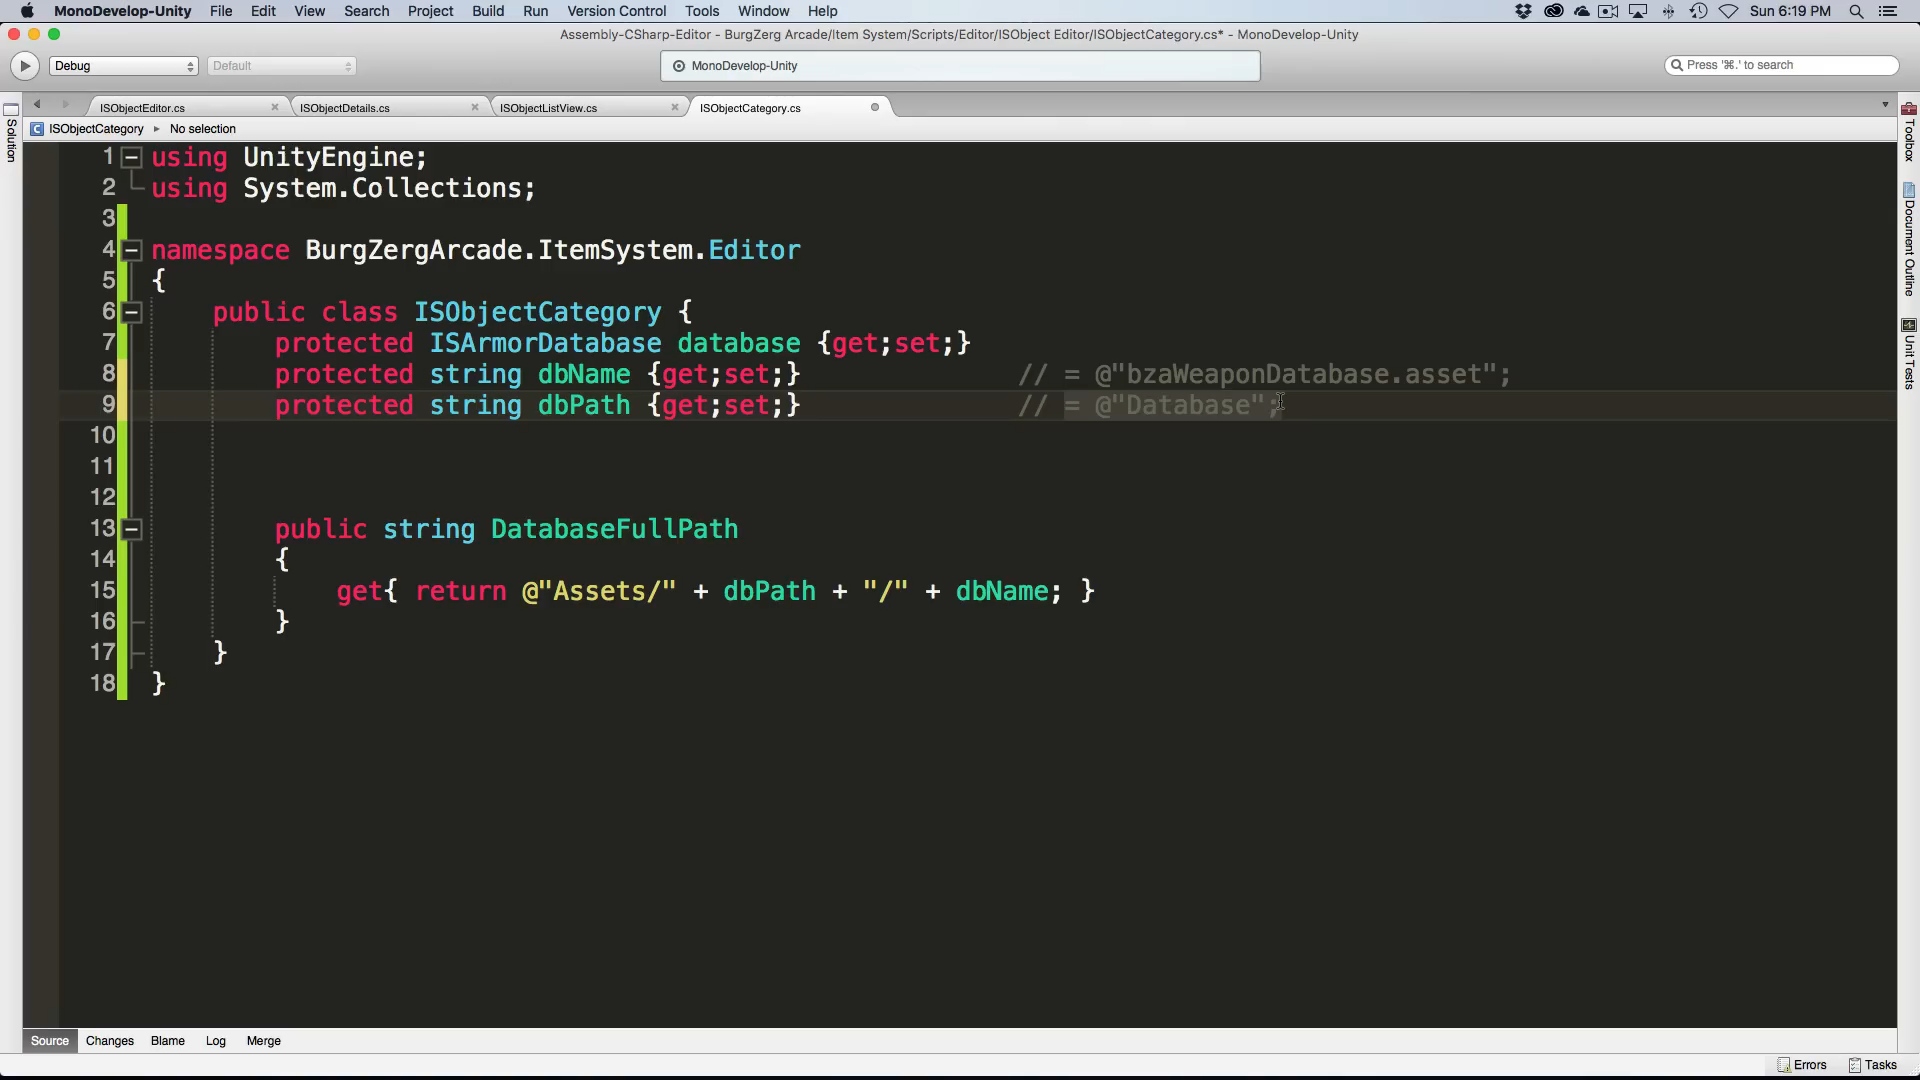 MonoDevelop-Unity File Edit View Search Project Build Run Version Control Tools Window Help Sun 6:19 PM
Assembly-CSharp-Editor - BurgZerg Arcade/Item System/Scripts/Editor/ISObject Editor/ISObjectCategory.cs* - MonoDevelop-Unity
Debug Default MonoDevelop-Unity Press '⌘.' to search
ISObjectEditor.cs ISObjectDetails.cs ISObjectListView.cs ISObjectCategory.cs
ISObjectCategory No selection
Solution
Toolbox
Document Outline
Unit Tests
1 using UnityEngine;
2 using System.Collections;
3
4 namespace BurgZergArcade.ItemSystem.Editor
5 {
6 public class ISObjectCategory {
7 protected ISArmorDatabase database {get;set;}
8 protected string dbName {get;set;} // = @"bzaWeaponDatabase.asset";
9 protected string dbPath {get;set;} // = @"Database";
10
11
12
13 public string DatabaseFullPath
14 {
15 get{ return @"Assets/" + dbPath + "/" + dbName; }
16 }
17 }
18 }
Source Changes Blame Log Merge
Errors Tasks